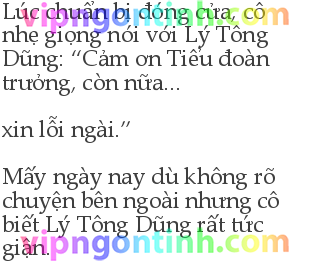 Lúc chuẩn bị đóng cửa, cô
nhẹ giọng nói với Lý Tông
Dũng: “Cảm ơn Tiểu đoàn
trưởng, còn nữa...
xin lỗi ngài.”
Mấy ngày nay dù không rõ
chuyện bên ngoài nhưng cô
biết Lý Tông Dũng rất tức
giận.
vipngontinh.com
vipngontinh.com